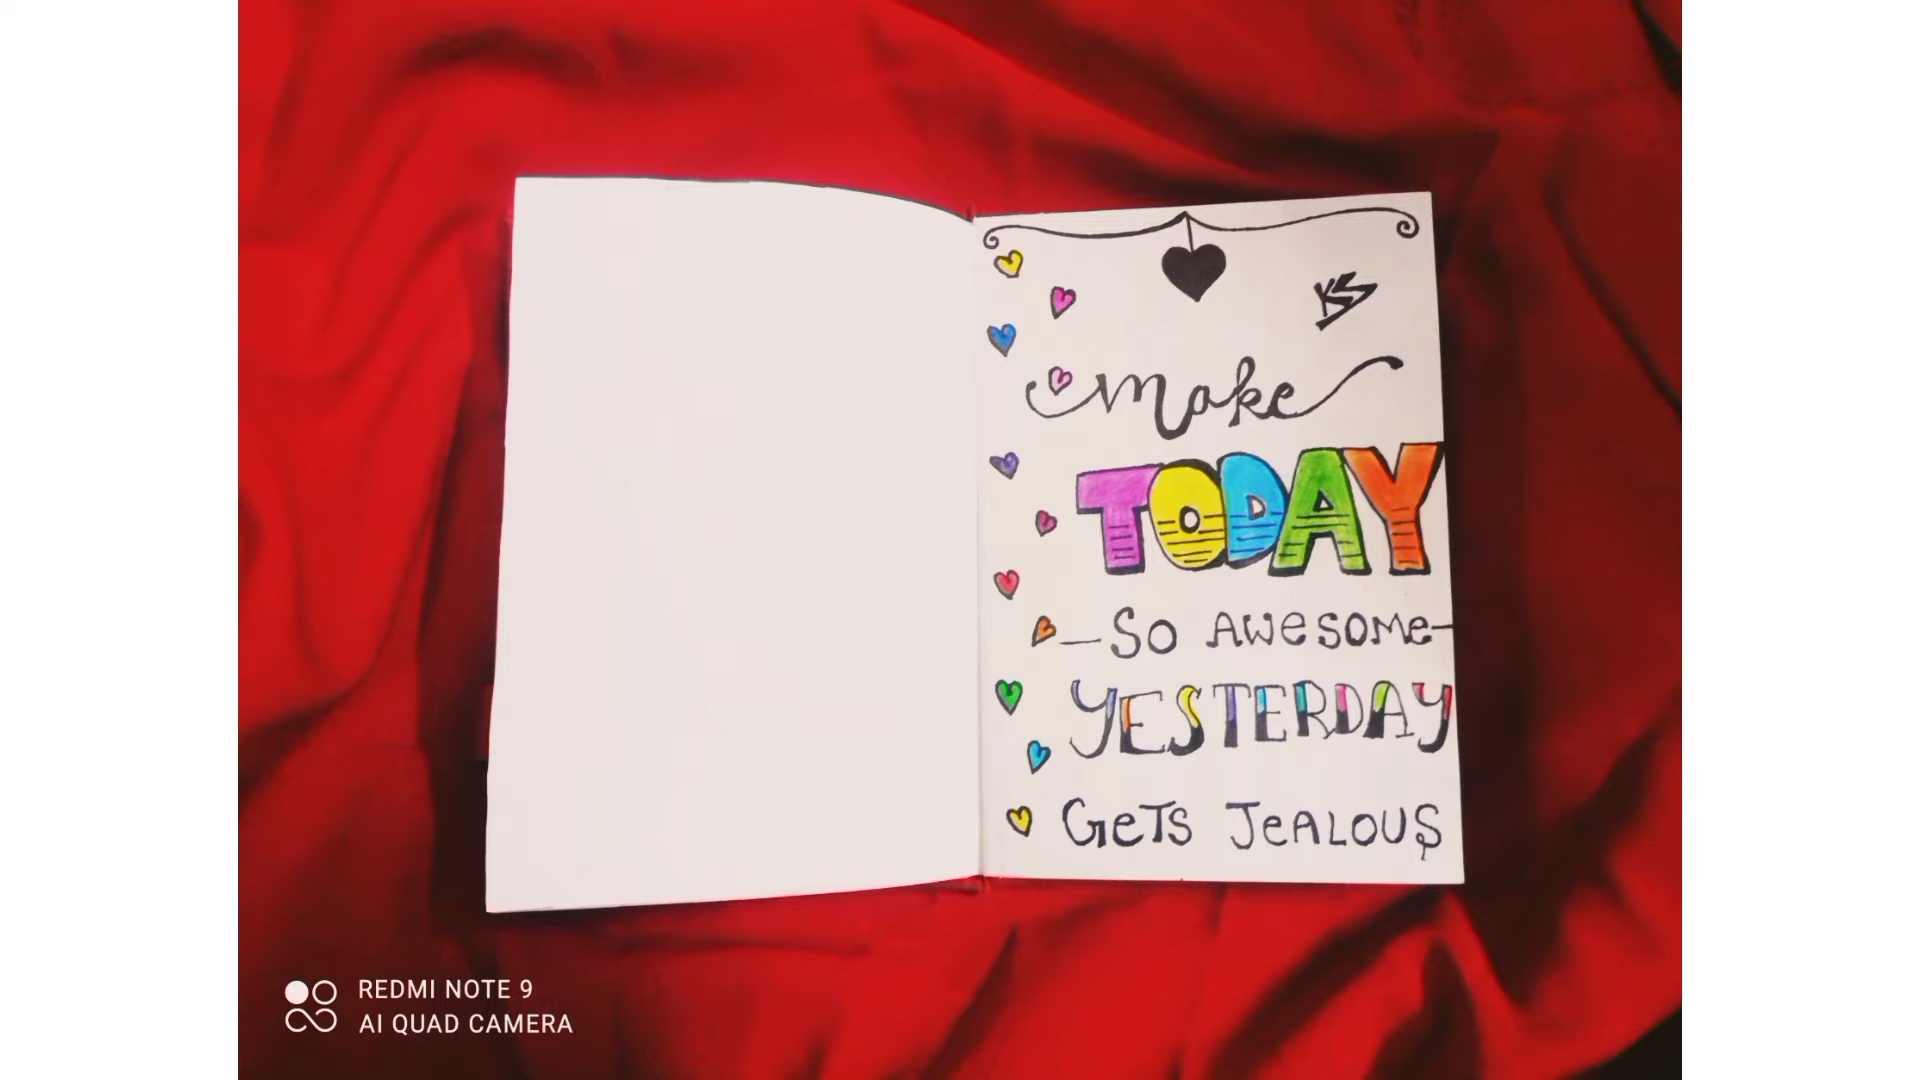 KS
make
TODAY
—So AWeSOMe—
YESTERDAY
GeTS JeALOUS
REDMI NOTE 9
AI QUAD CAMERA